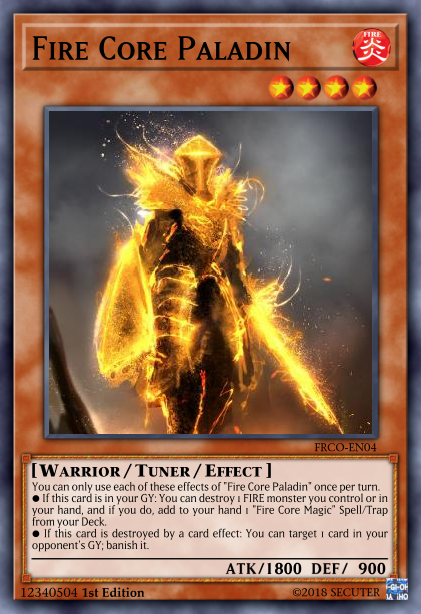 Fire Core Paladin
FIRE
炎
FRCO-EN04
[Warrior/Tuner/Effect]
You can only use each of these effects of "Fire Core Paladin" once per turn.
● If this card is in your GY: You can destroy 1 FIRE monster you control or in
your hand, and if you do, add to your hand 1 "Fire Core Magic" Spell/Trap
from your Deck.
● If this card is destroyed by a card effect: You can target 1 card in your
opponent's GY; banish it.
ATK/1800 DEF/ 900
12340504 1st Edition ©2018 SECUTER